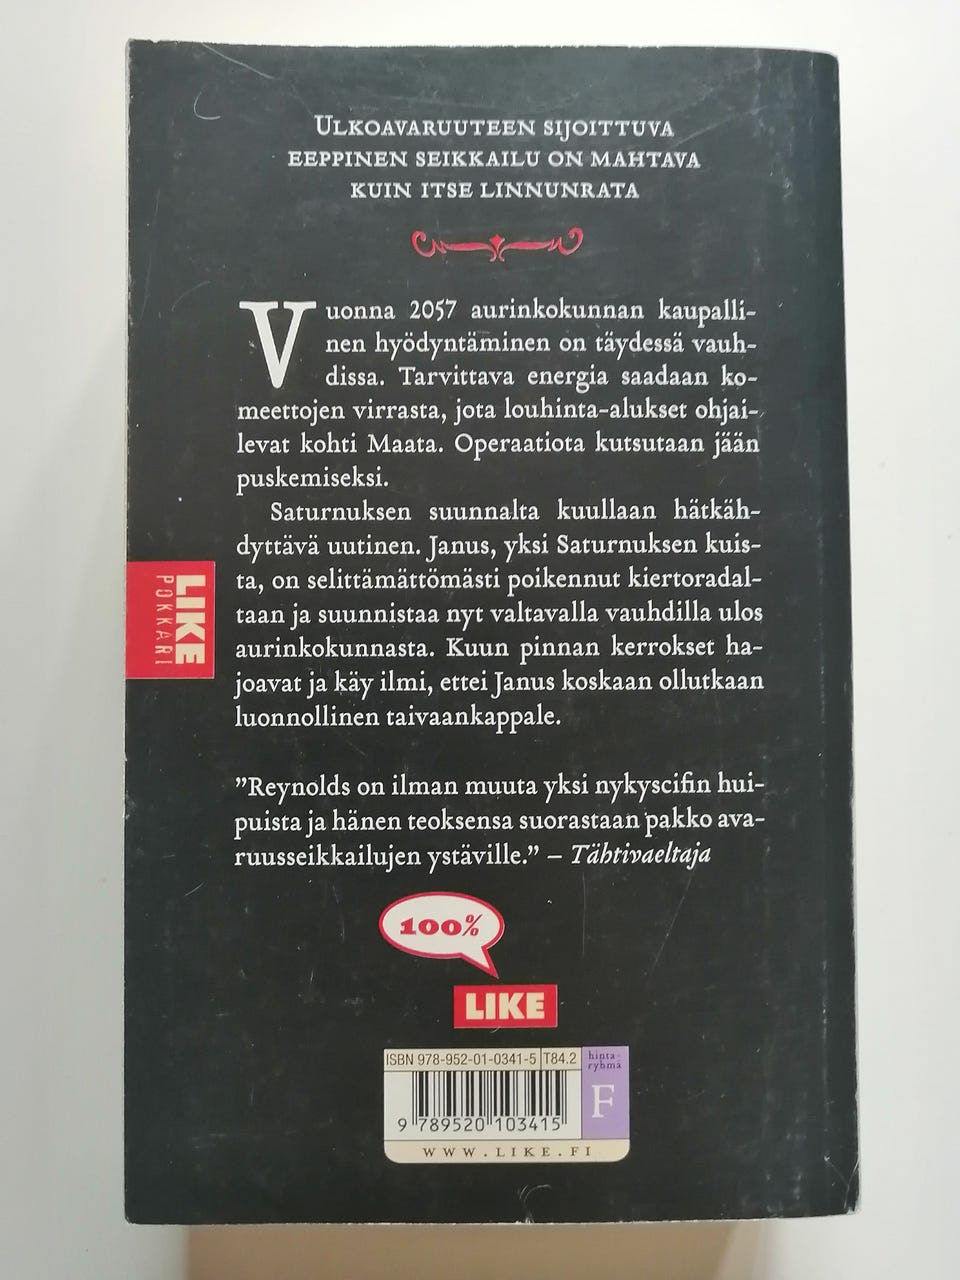 Ulkoavaruuteen sijoittuva
eeppinen seikkailu on mahtava
kuin itse linnunrata
Vuonna 2057 aurinkokunnan kaupalli-
nen hyödyntäminen on täydessä vauh-
dissa. Tarvittava energia saadaan ko-
meettojen virrasta, jota louhinta-alukset ohjai-
levat kohti Maata. Operaatiota kutsutaan jään
puskemiseksi.
Saturnuksen suunnalta kuullaan hätkäh-
dyttävä uutinen. Janus, yksi Saturnuksen kuis-
ta, on selittämättömästi poikennut kiertoradal-
taan ja suunnistaa nyt valtavalla vauhdilla ulos
aurinkokunnasta. Kuun pinnan kerrokset ha-
joavat ja käy ilmi, ettei Janus koskaan ollutkaan
luonnollinen taivaankappale.
”Reynolds on ilman muuta yksi nykyscifin hui-
puista ja hänen teoksensa suorastaan pakko ava-
ruusseikkailujen ystäville.” – Tähtivaeltaja
LIKE
POKKARI
100%
LIKE
ISBN 978-952-01-0341-5 T84.2
hinta-
ryhmä
F
9 789520 103415
WWW.LIKE.FI